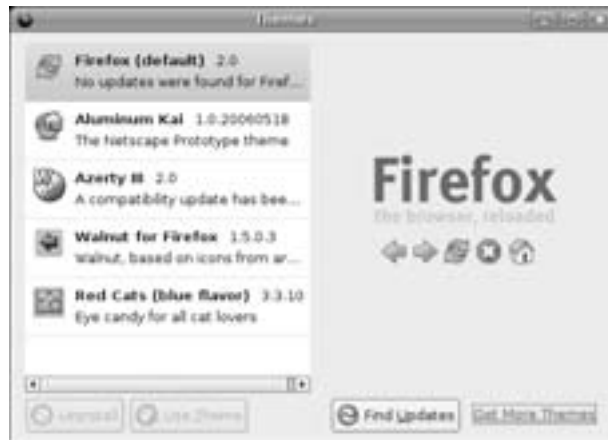 Themes
Firefox (default) 2.0
No updates were found for Firef...
Aluminum Kai 1.0.20060518
The Netscape Prototype theme
Azerty III 2.0
A compatibility update has bee...
Walnut for Firefox 1.5.0.3
Walnut, based on icons from ar...
Red Cats (blue flavor) 3.3.10
Eye candy for all cat lovers
Firefox
the browser, reloaded
Uninstall Use Theme
Find Updates Get More Themes